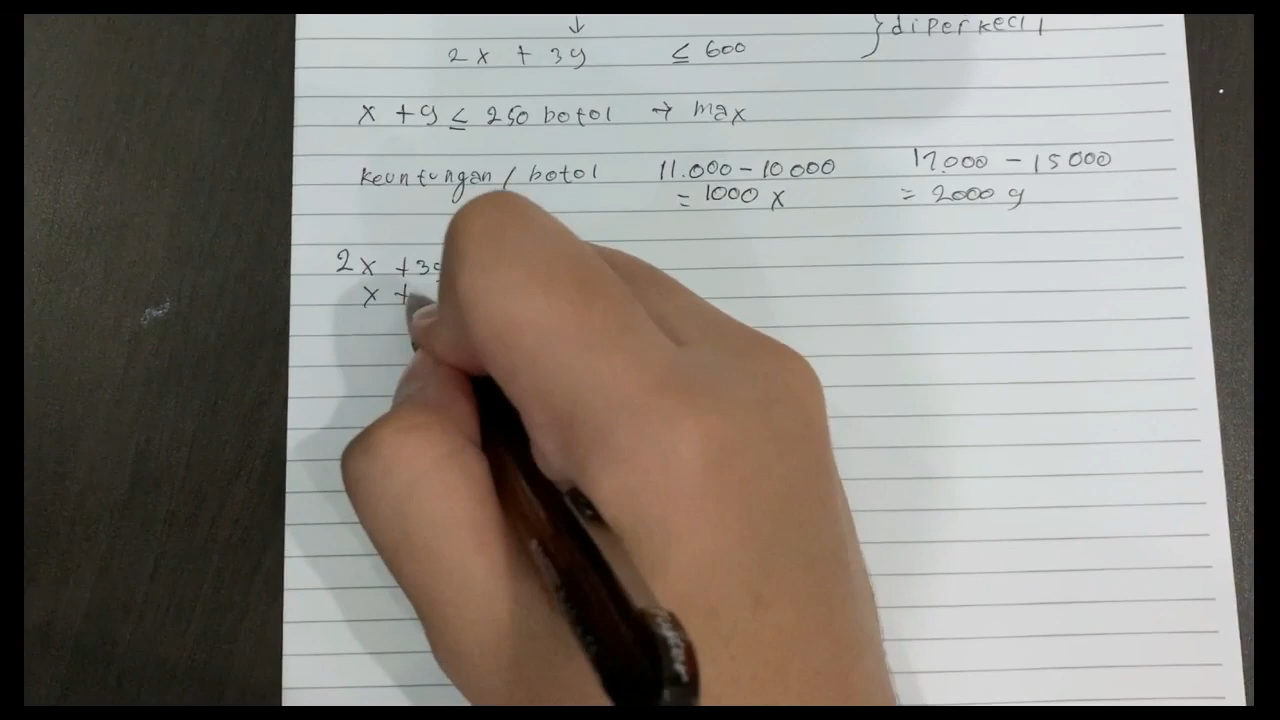 ↓
2x + 3y ≤ 600 } diperkecil
x + y ≤ 250 botol → max
keuntungan / botol 11.000 - 10 000 17.000 - 15 000
= 1000 x = 2000 y
2x + 3y
x +